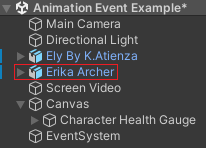 Animation Event Example*
Main Camera
Directional Light
Ely By K.Atienza
Erika Archer
Screen Video
Canvas
Character Health Gauge
EventSystem